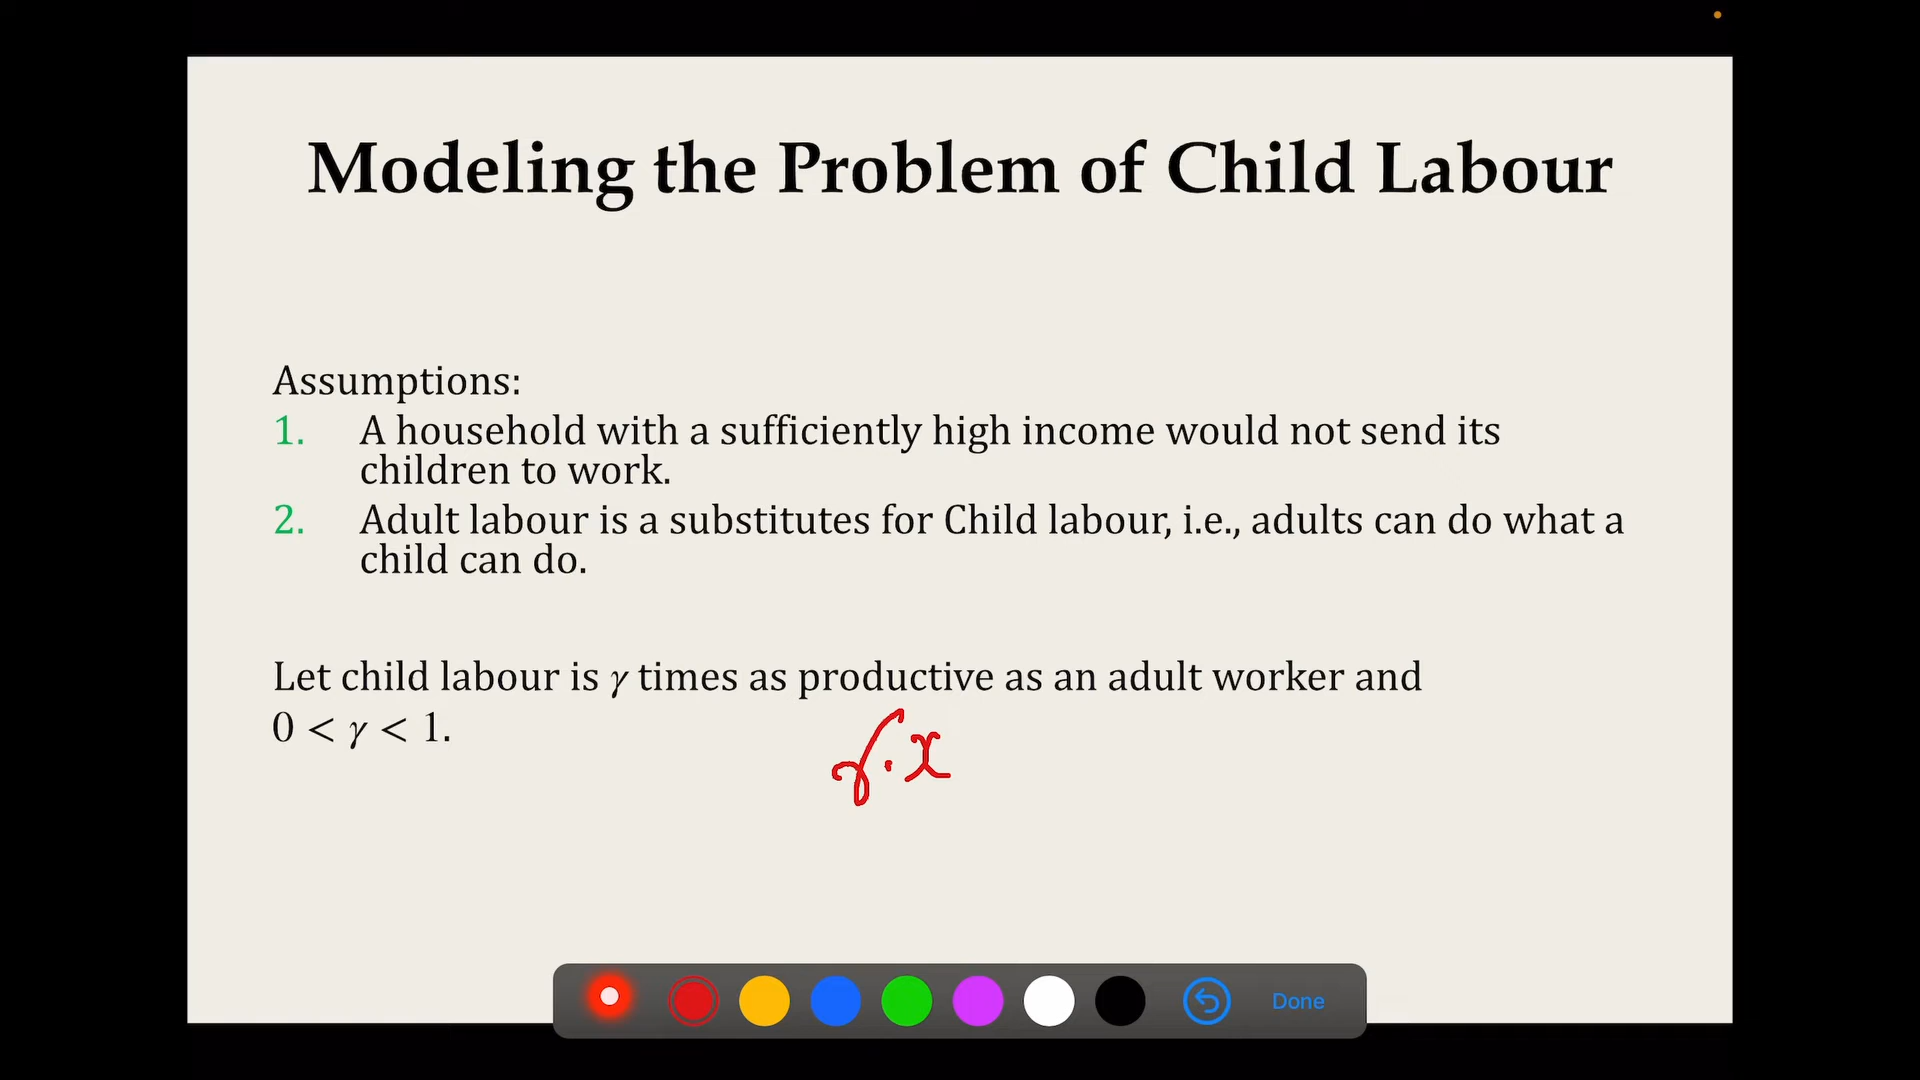 Modeling the Problem of Child Labour
Assumptions:
1. A household with a sufficiently high income would not send its
children to work.
2. Adult labour is a substitutes for Child labour, i.e., adults can do what a
child can do.
Let child labour is γ times as productive as an adult worker and
0 < γ < 1.
γ.x
Done